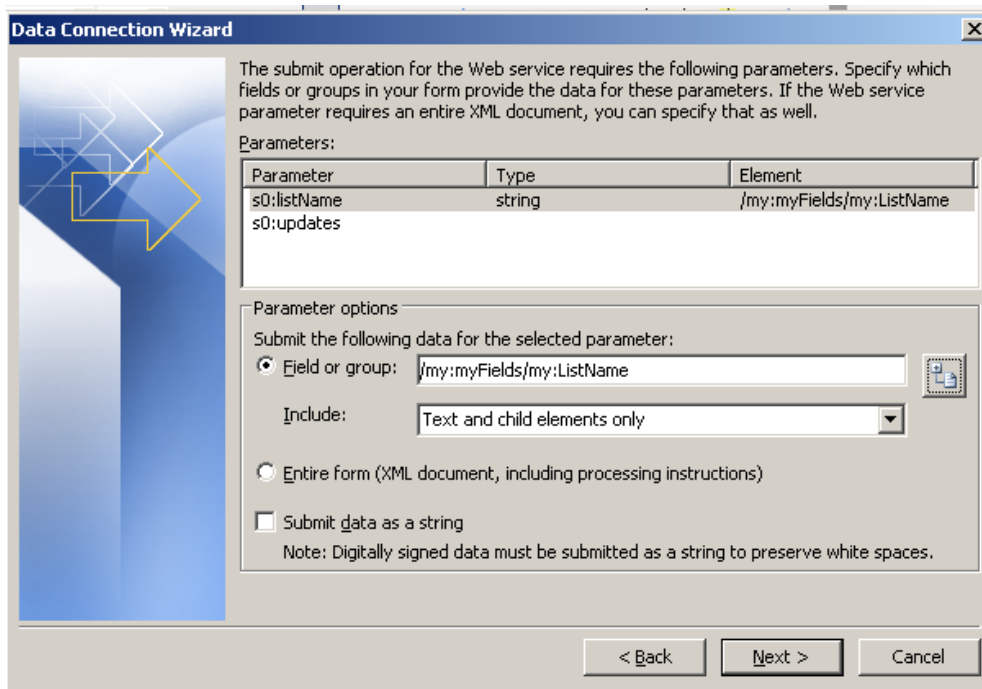 Data Connection Wizard
The submit operation for the Web service requires the following parameters. Specify which
fields or groups in your form provide the data for these parameters. If the Web service
parameter requires an entire XML document, you can specify that as well.
Parameters:
Parameter Type Element
s0:listName string /my:myFields/my:ListName
s0:updates
Parameter options
Submit the following data for the selected parameter:
Field or group: /my:myFields/my:ListName
Include: Text and child elements only
Entire form (XML document, including processing instructions)
Submit data as a string
Note: Digitally signed data must be submitted as a string to preserve white spaces.
< Back Next > Cancel